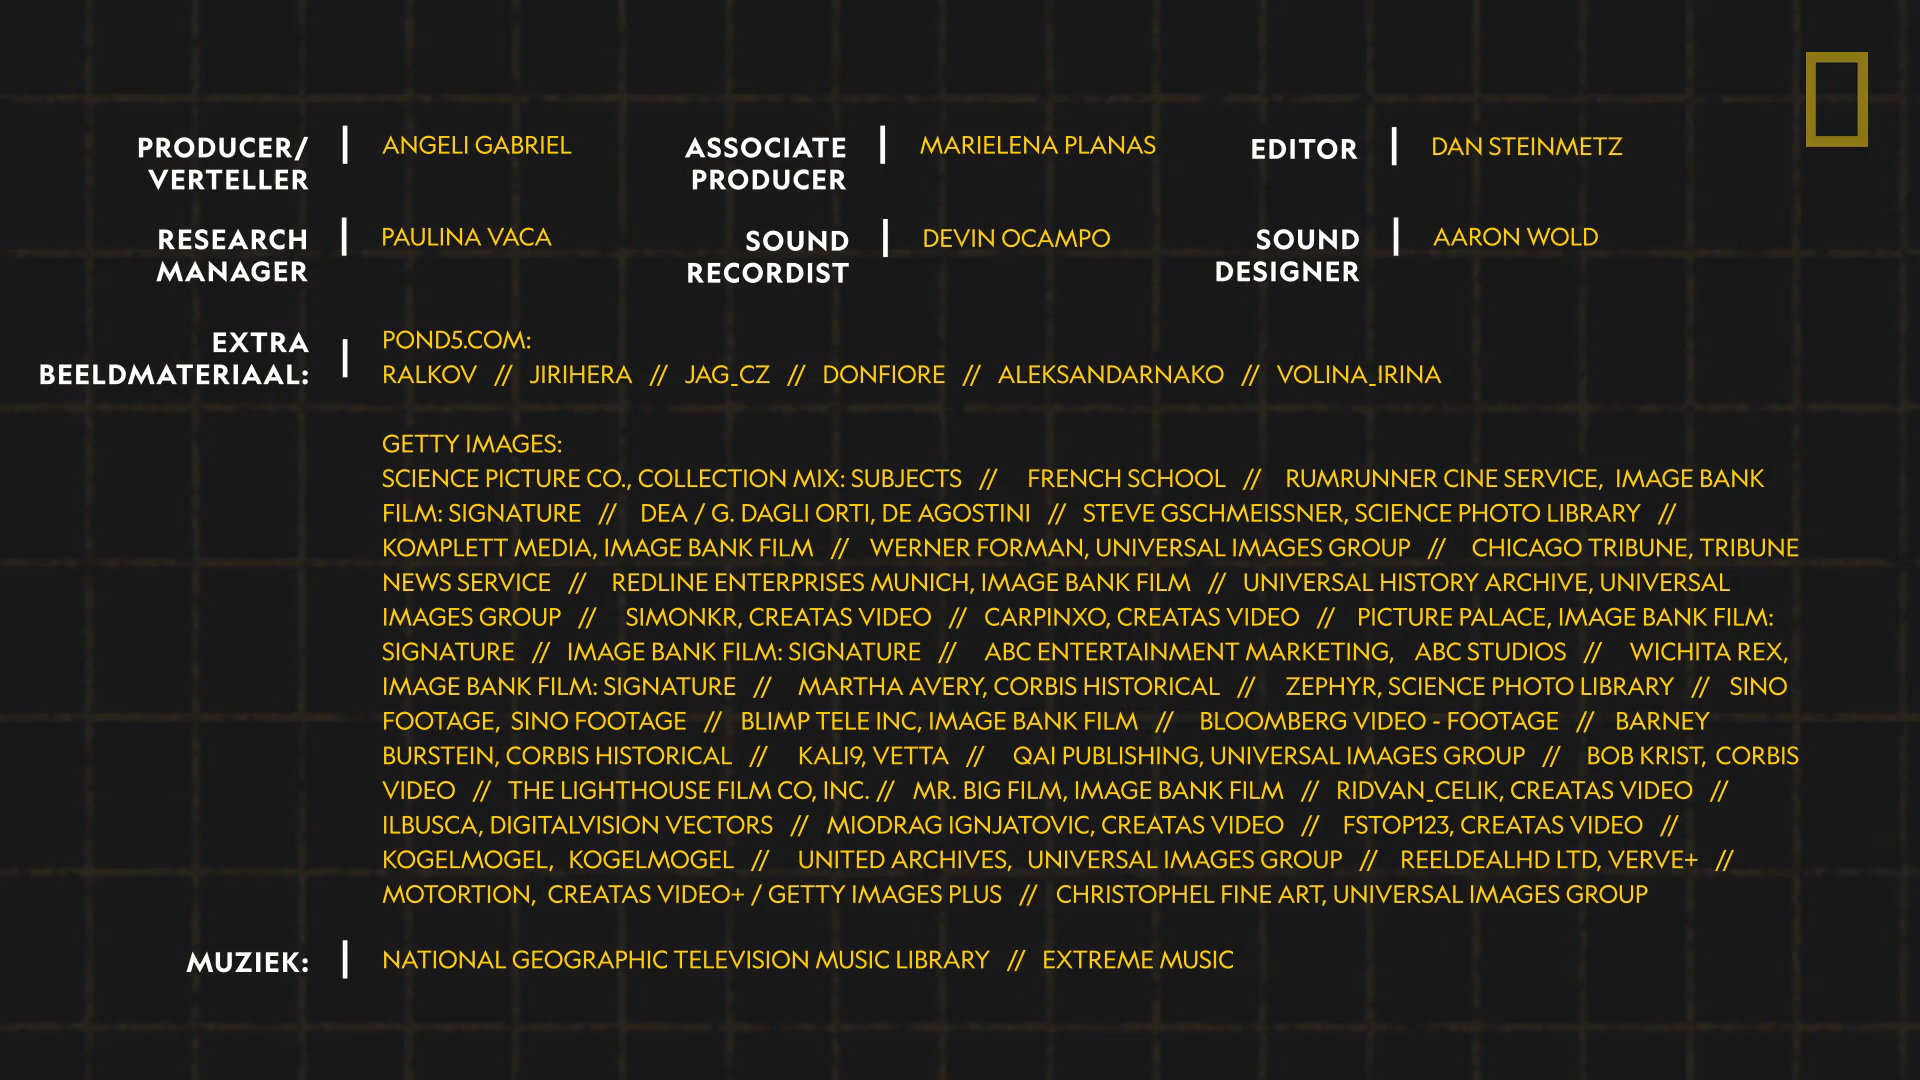 PRODUCER/ ANGELI GABRIEL ASSOCIATE MARIELENA PLANAS EDITOR DAN STEINMETZ
VERTELLER PRODUCER
RESEARCH PAULINA VACA SOUND DEVIN OCAMPO SOUND AARON WOLD
MANAGER RECORDIST DESIGNER
EXTRA POND5.COM:
BEELDMATERIAAL: RALKOV // JIRIHERA // JAG_CZ // DONFIORE // ALEKSANDARNAKO // VOLINA_IRINA
GETTY IMAGES:
SCIENCE PICTURE CO., COLLECTION MIX: SUBJECTS // FRENCH SCHOOL // RUMRUNNER CINE SERVICE, IMAGE BANK
FILM: SIGNATURE // DEA / G. DAGLI ORTI, DE AGOSTINI // STEVE GSCHMEISSNER, SCIENCE PHOTO LIBRARY //
KOMPLETT MEDIA, IMAGE BANK FILM // WERNER FORMAN, UNIVERSAL IMAGES GROUP // CHICAGO TRIBUNE, TRIBUNE
NEWS SERVICE // REDLINE ENTERPRISES MUNICH, IMAGE BANK FILM // UNIVERSAL HISTORY ARCHIVE, UNIVERSAL
IMAGES GROUP // SIMONKR, CREATAS VIDEO // CARPINXO, CREATAS VIDEO // PICTURE PALACE, IMAGE BANK FILM:
SIGNATURE // IMAGE BANK FILM: SIGNATURE // ABC ENTERTAINMENT MARKETING, ABC STUDIOS // WICHITA REX,
IMAGE BANK FILM: SIGNATURE // MARTHA AVERY, CORBIS HISTORICAL // ZEPHYR, SCIENCE PHOTO LIBRARY // SINO
FOOTAGE, SINO FOOTAGE // BLIMP TELE INC, IMAGE BANK FILM // BLOOMBERG VIDEO - FOOTAGE // BARNEY
BURSTEIN, CORBIS HISTORICAL // KALI9, VETTA // QAI PUBLISHING, UNIVERSAL IMAGES GROUP // BOB KRIST, CORBIS
VIDEO // THE LIGHTHOUSE FILM CO, INC. // MR. BIG FILM, IMAGE BANK FILM // RIDVAN_CELIK, CREATAS VIDEO //
ILBUSCA, DIGITALVISION VECTORS // MIODRAG IGNJATOVIC, CREATAS VIDEO // FSTOP123, CREATAS VIDEO //
KOGELMOGEL, KOGELMOGEL // UNITED ARCHIVES, UNIVERSAL IMAGES GROUP // REELDEALHD LTD, VERVE+ //
MOTORTION, CREATAS VIDEO+ / GETTY IMAGES PLUS // CHRISTOPHEL FINE ART, UNIVERSAL IMAGES GROUP
MUZIEK: NATIONAL GEOGRAPHIC TELEVISION MUSIC LIBRARY // EXTREME MUSIC